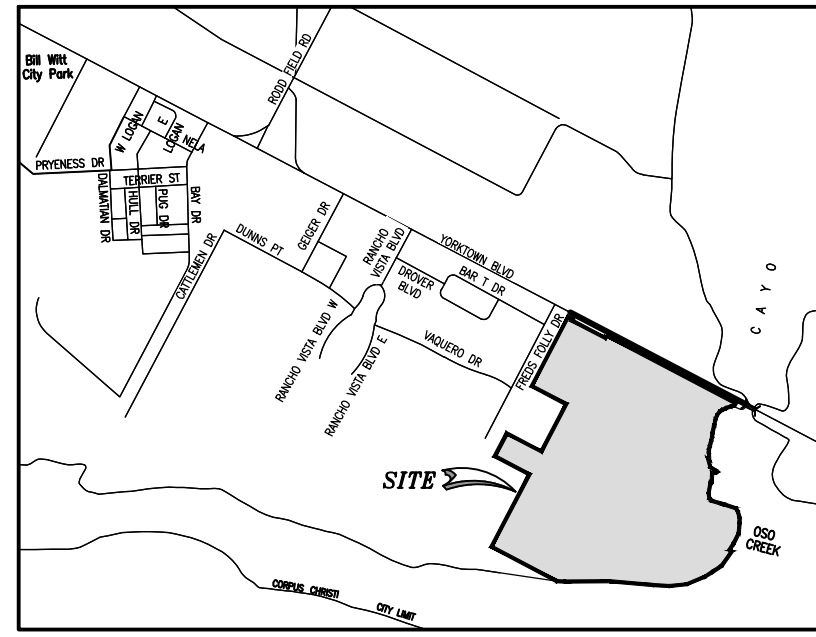 Bill Witt
City Park
RODD FIELD RD
W LOGAN
E
LOGAN
NELA
PRYENESS DR
TERRIER ST
DALMATIAN DR
HULL DR
PUG DR
BAY DR
CATTLEMEN DR
DUNNS PT
GEIGER DR
RANCHO
VISTA BLVD
YORKTOWN BLVD
DROVER
BLVD
BAR T DR
RANCHO VISTA BLVD W
RANCHO VISTA BLVD E
VAQUERO DR
FREDS FOLLY DR
CAYO
SITE
OSO
CREEK
CORPUS CHRISTI
CITY LIMIT